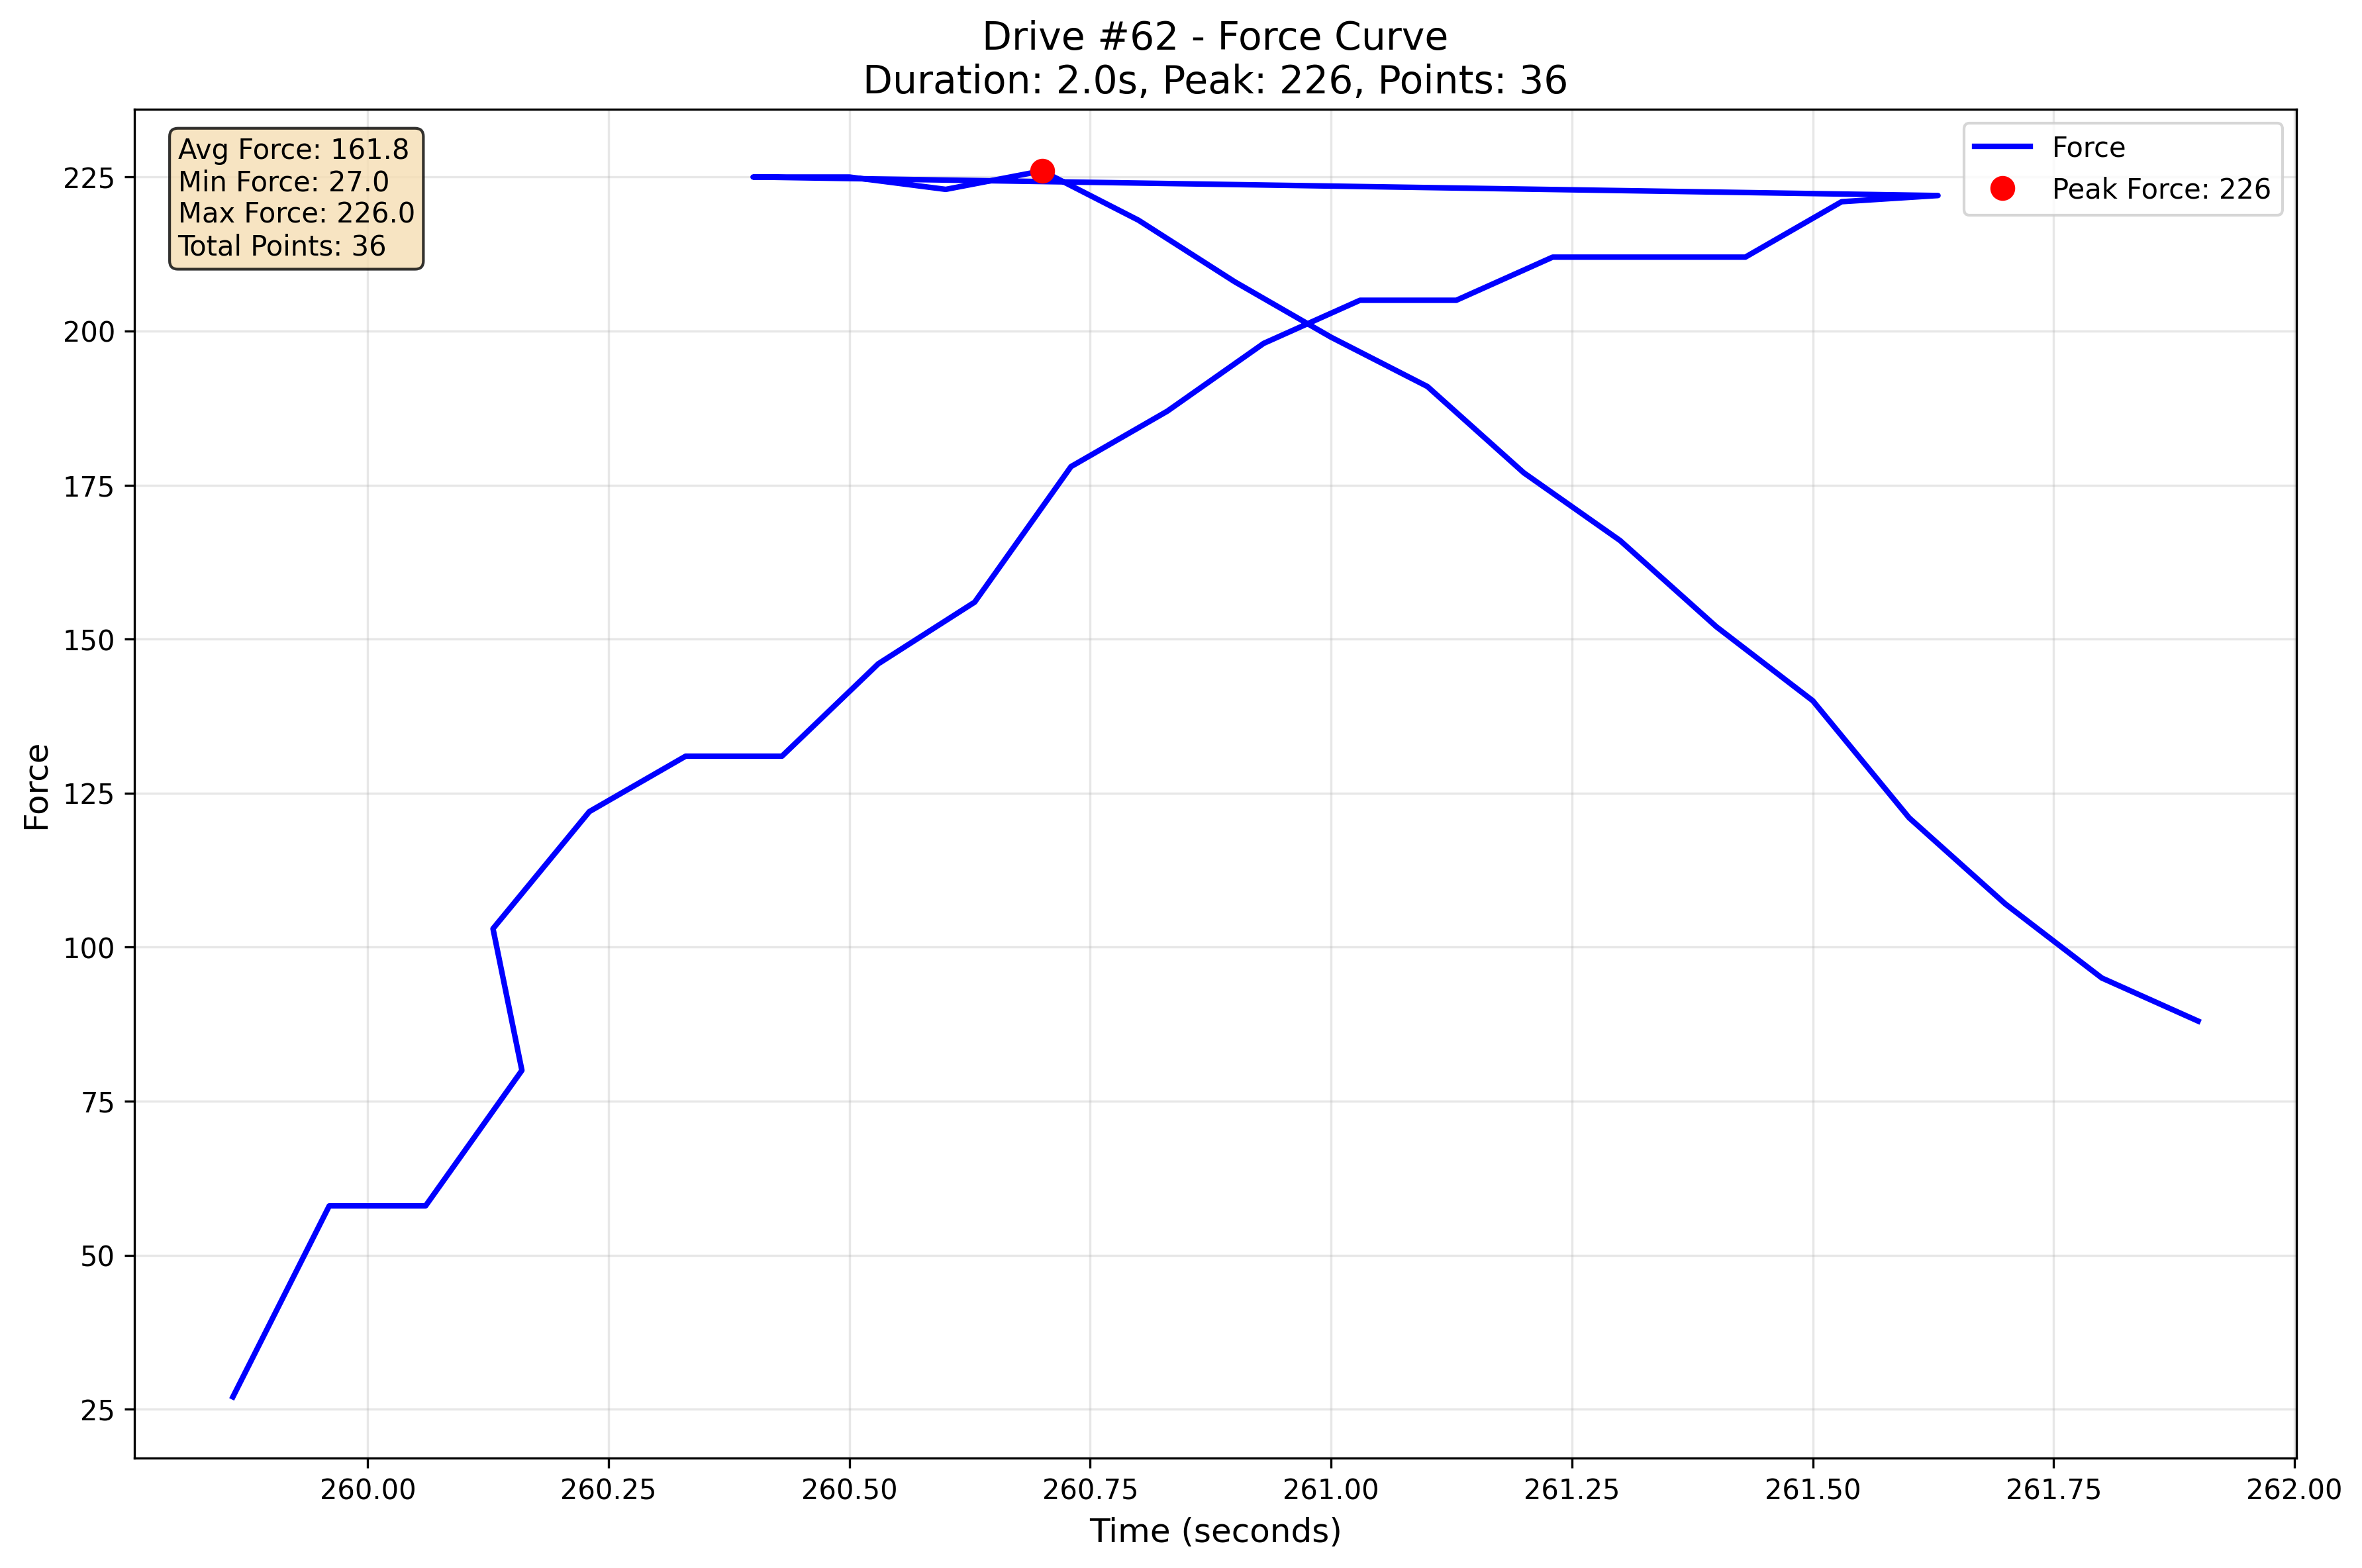 Drive #62 - Force Curve
Duration: 2.0s, Peak: 226, Points: 36
Avg Force: 161.8
Min Force: 27.0
Max Force: 226.0
Total Points: 36
Force
Peak Force: 226
225
200
175
150
125
100
75
50
25
Force
260.00 260.25 260.50 260.75 261.00 261.25 261.50 261.75 262.00
Time (seconds)